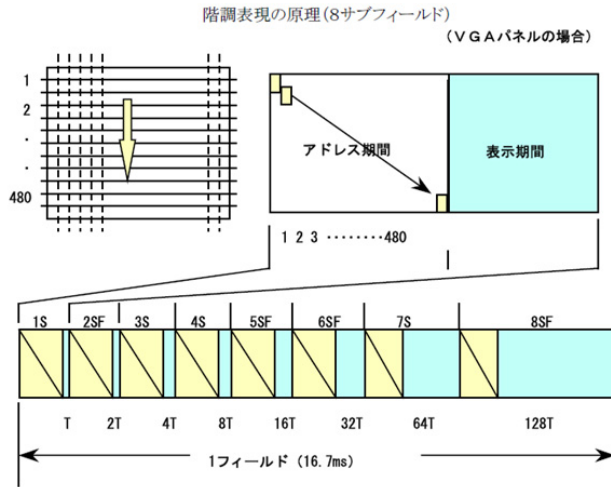 階調表現の原理(8サブフィールド)
(VGAパネルの場合)
1
2
・
・
480
アドレス期間
表示期間
1 2 3 ‥‥‥‥480
1S 2SF 3S 4S 5SF 6SF 7S 8SF
T 2T 4T 8T 16T 32T 64T 128T
1フィールド (16.7ms)